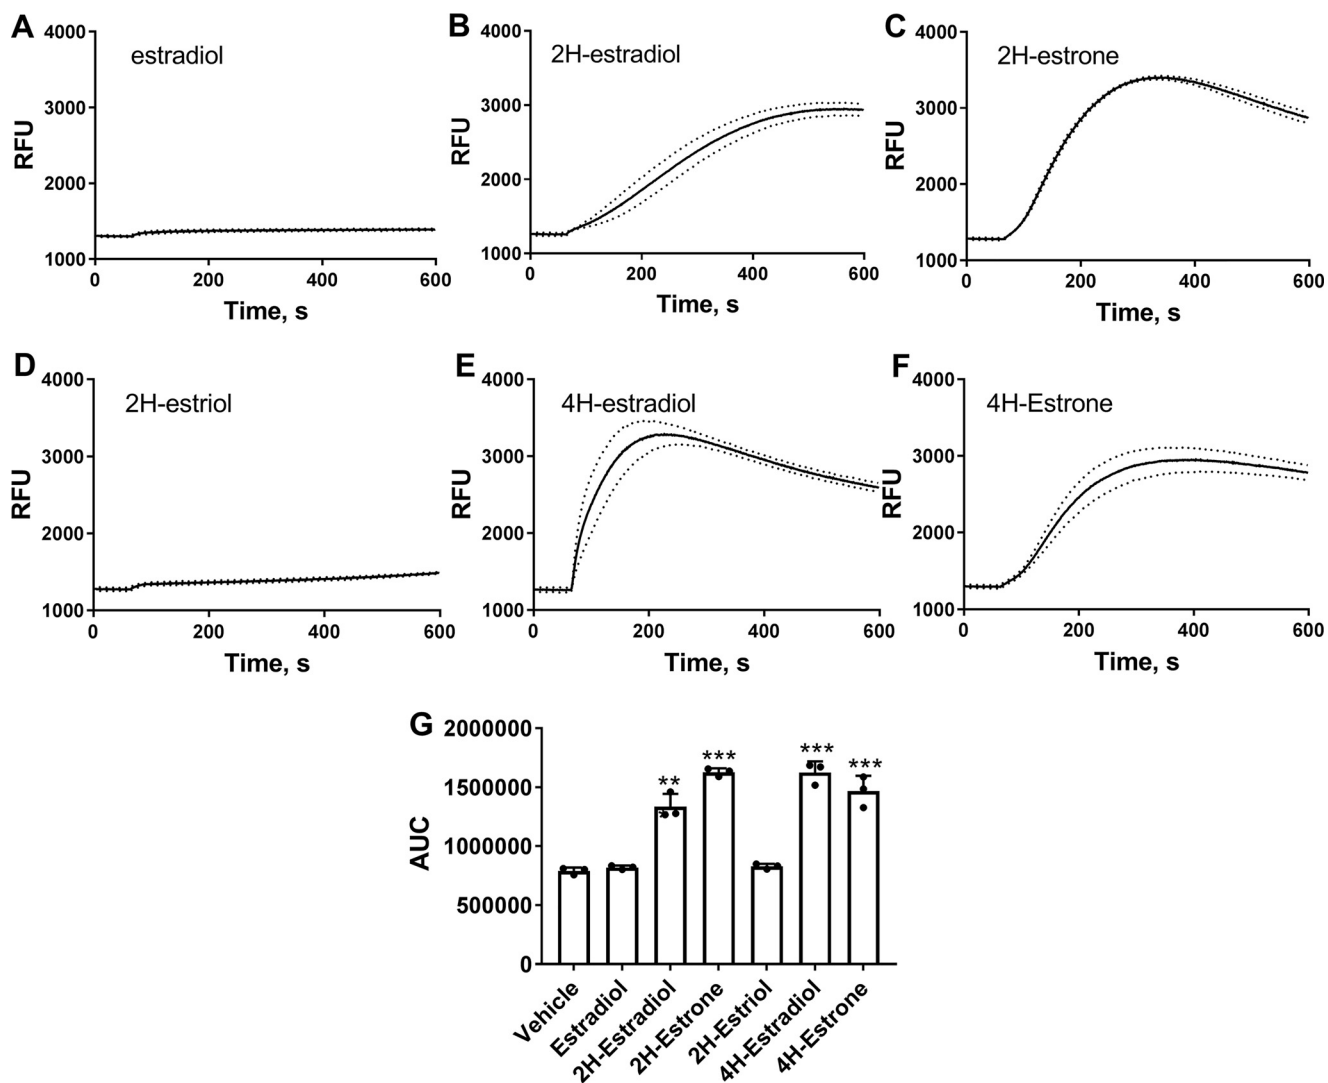 A
estradiol
4000
3000
2000
1000
RFU
0 200 400 600
Time, s
B
2H-estradiol
4000
3000
2000
1000
RFU
0 200 400 600
Time, s
C
2H-estrone
4000
3000
2000
1000
RFU
0 200 400 600
Time, s
D
2H-estriol
4000
3000
2000
1000
RFU
0 200 400 600
Time, s
E
4H-estradiol
4000
3000
2000
1000
RFU
0 200 400 600
Time, s
F
4H-Estrone
4000
3000
2000
1000
RFU
0 200 400 600
Time, s
G
2000000
1500000
1000000
500000
0
AUC
**
***
***
***
Vehicle
Estradiol
2H-Estradiol
2H-Estrone
2H-Estriol
4H-Estradiol
4H-Estrone